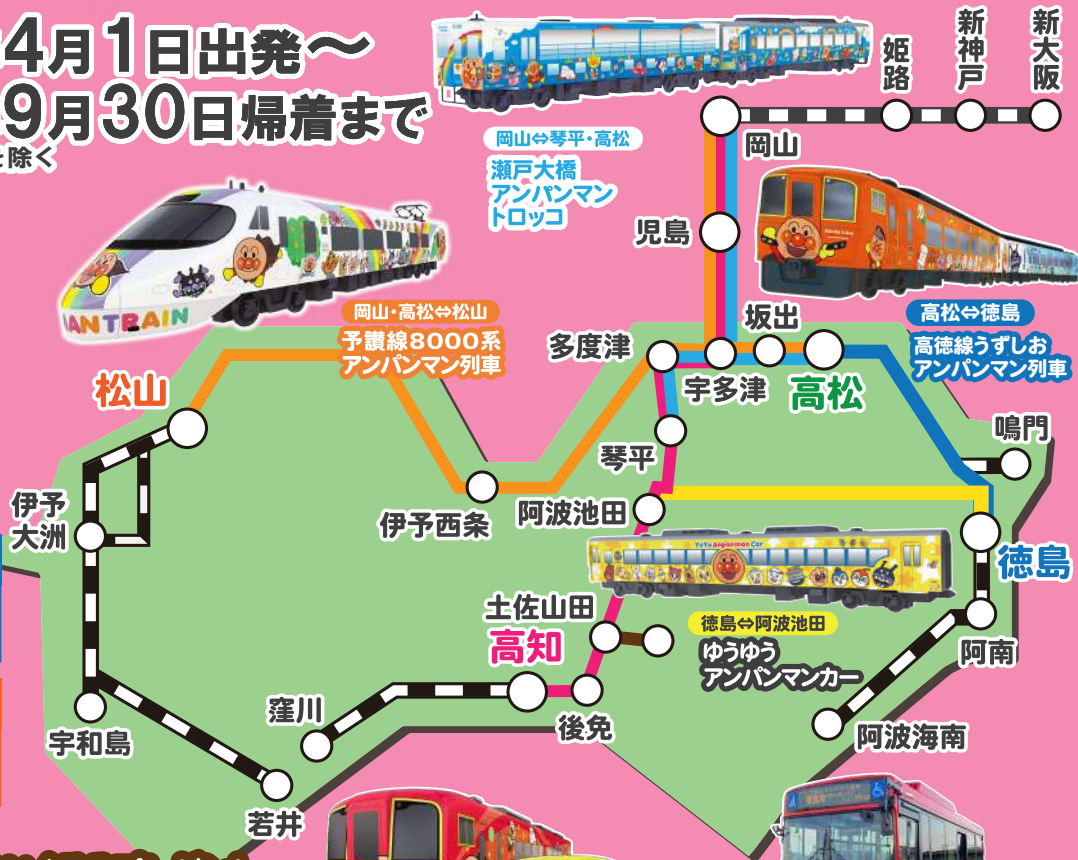 4月1日出発～
9月30日帰着まで
を除く
新大阪
新神戸
姫路
岡山
岡山⇔琴平・高松
瀬戸大橋
アンパンマン
トロッコ
児島
ANTRAIN
岡山・高松⇔松山
予讃線8000系
アンパンマン列車
高松⇔徳島
高徳線うずしお
アンパンマン列車
坂出
多度津
宇多津
高松
松山
鳴門
琴平
伊予
大洲
伊予西条
阿波池田
YuYu Anpanman Car
徳島
土佐山田
高知
徳島⇔阿波池田
ゆうゆう
アンパンマンカー
阿南
窪川
後免
宇和島
阿波海南
若井